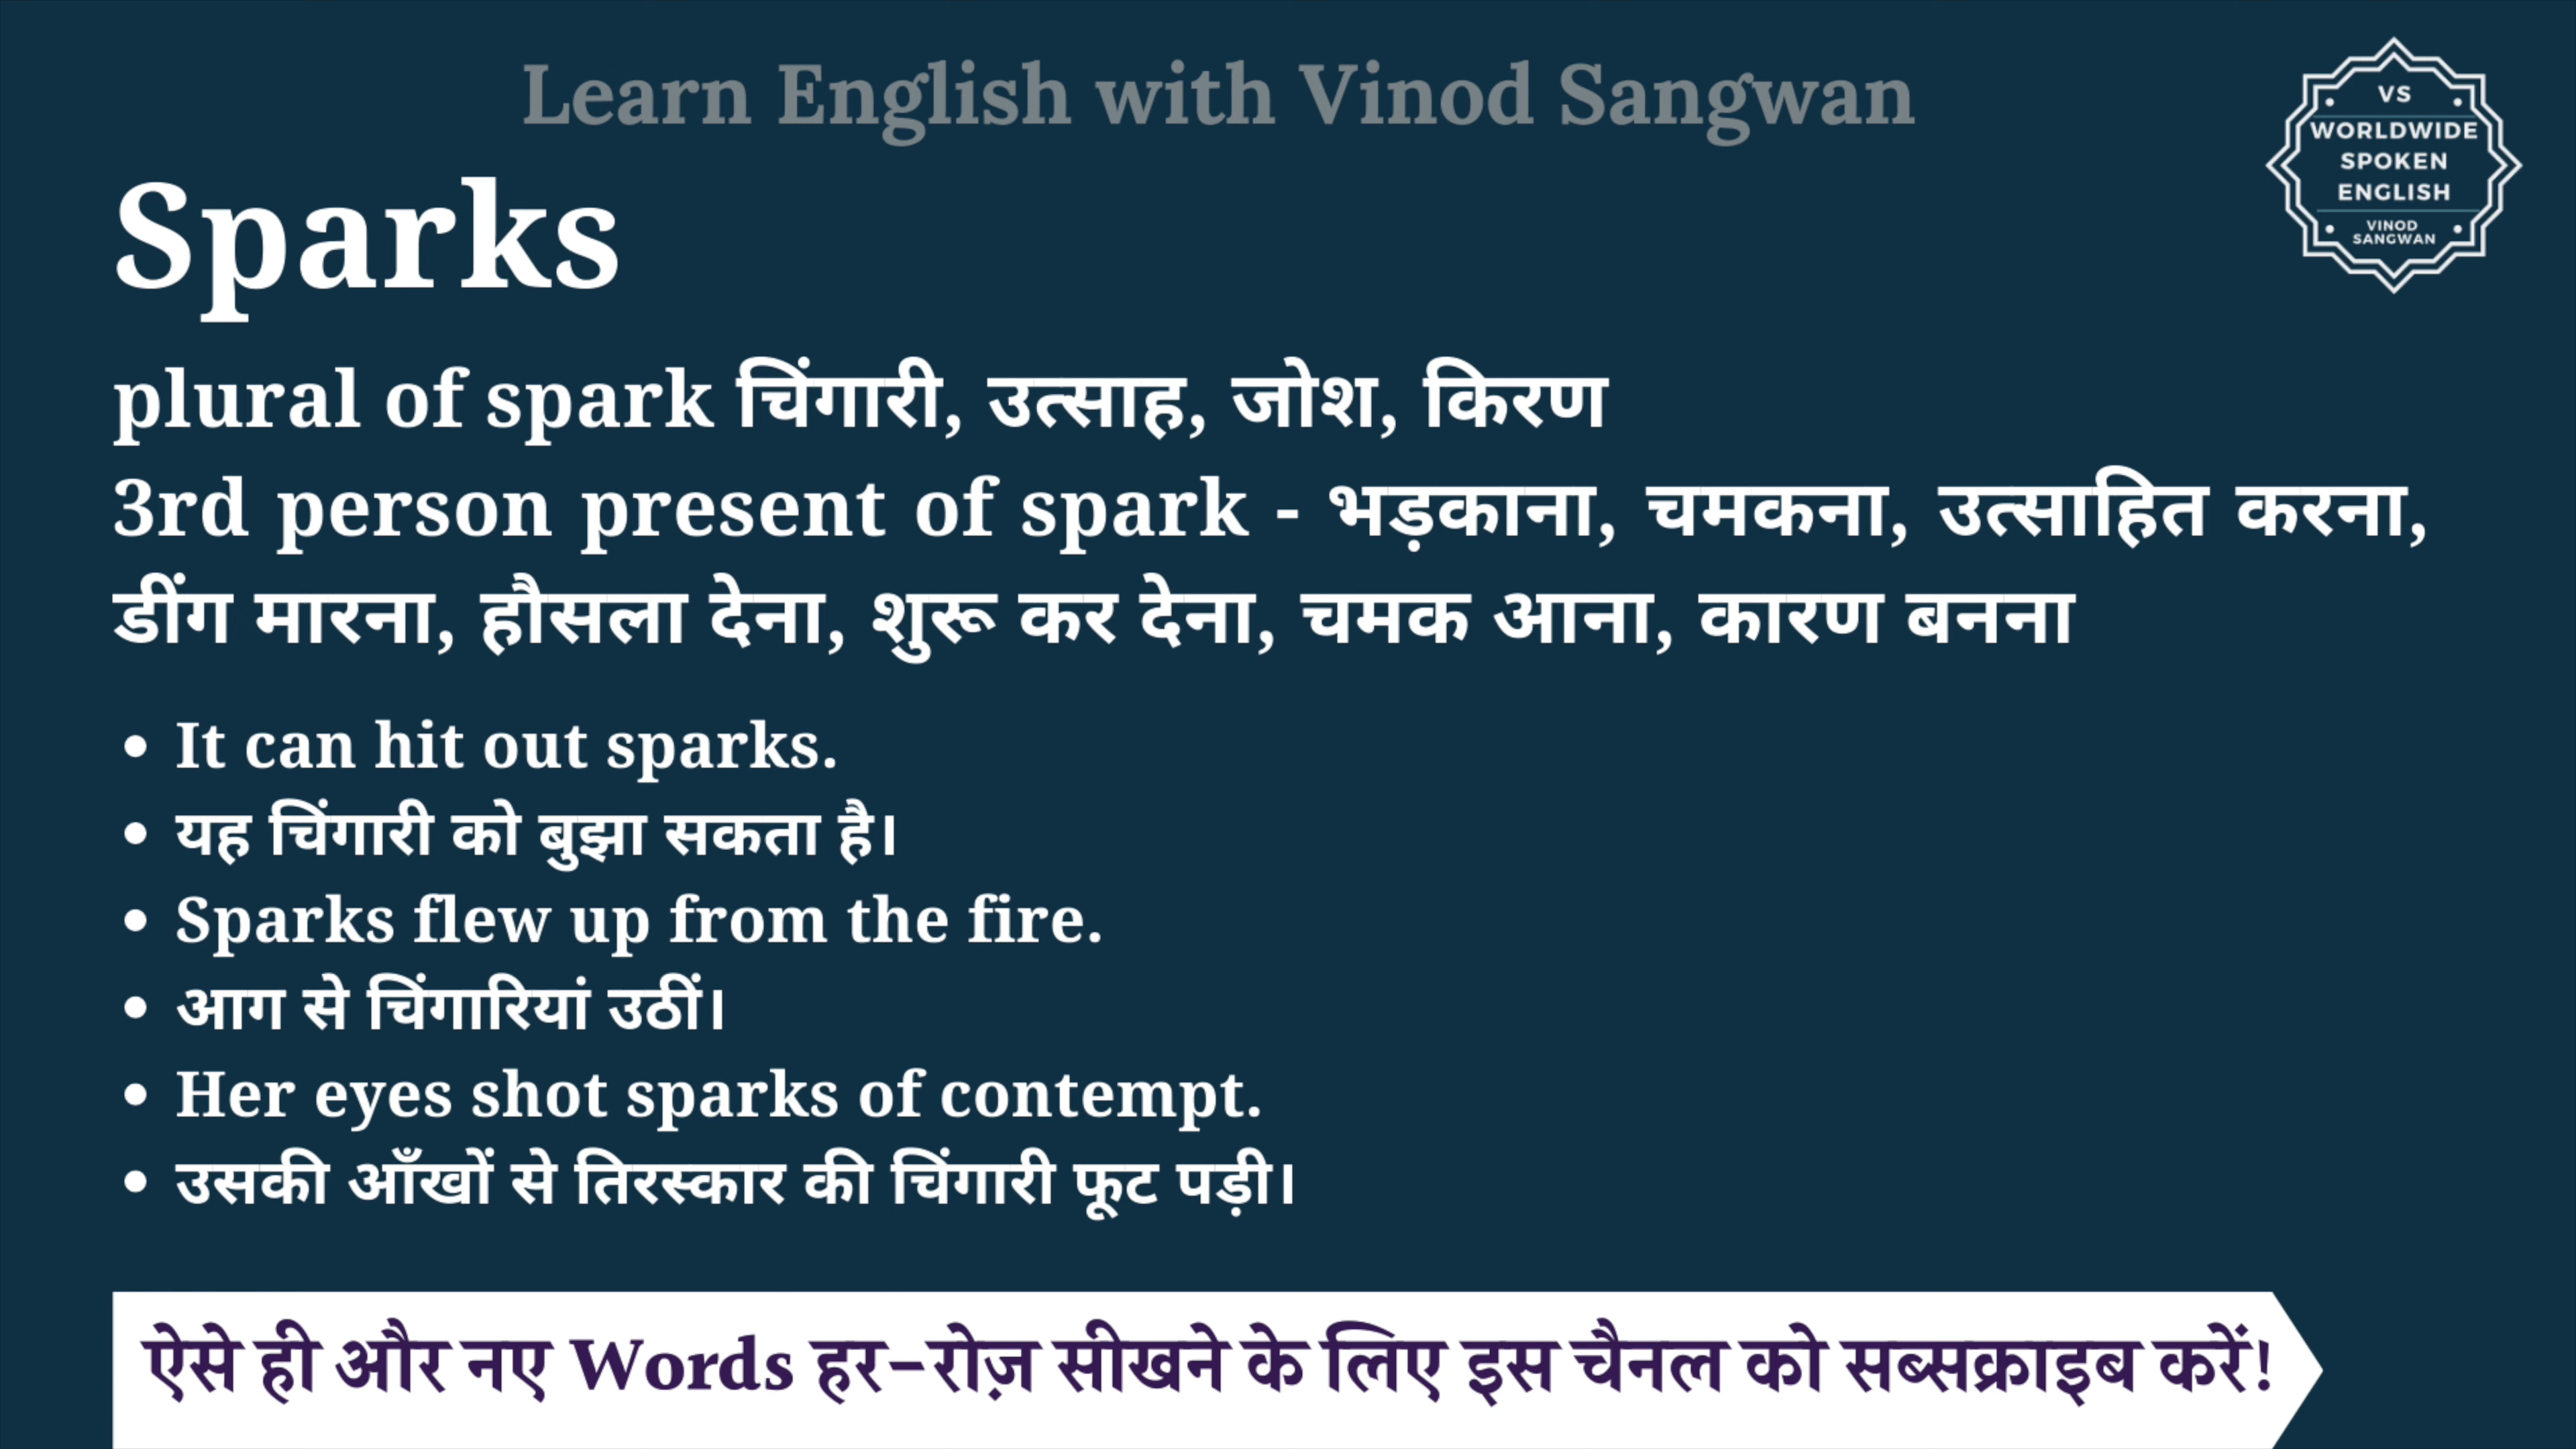 Learn English with Vinod Sangwan
VS
WORLDWIDE
SPOKEN
ENGLISH
VINOD
SANGWAN
Sparks
plural of spark चिंगारी, उत्साह, जोश, किरण
3rd person present of spark - भड़काना, चमकना, उत्साहित करना,
डींग मारना, हौसला देना, शुरू कर देना, चमक आना, कारण बनना
• It can hit out sparks.
• यह चिंगारी को बुझा सकता है।
• Sparks flew up from the fire.
• आग से चिंगारियां उठीं।
• Her eyes shot sparks of contempt.
• उसकी आँखों से तिरस्कार की चिंगारी फूट पड़ी।
ऐसे ही और नए Words हर-रोज़ सीखने के लिए इस चैनल को सब्सक्राइब करें!